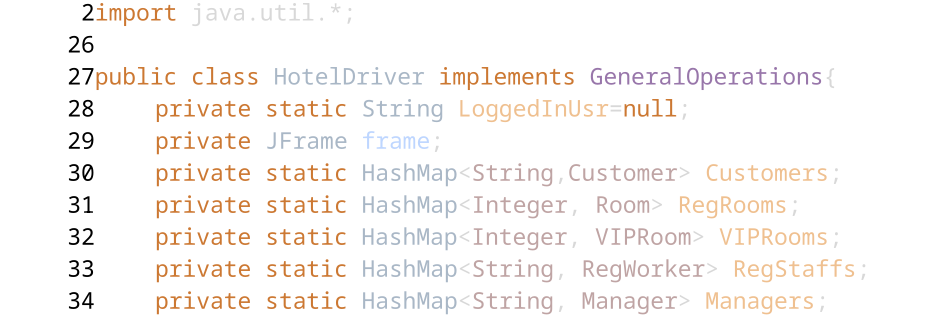 2import java.util.*;
26
27public class HotelDriver implements GeneralOperations{
28    private static String LoggedInUsr=null;
29    private JFrame frame;
30    private static HashMap<String,Customer> Customers;
31    private static HashMap<Integer, Room> RegRooms;
32    private static HashMap<Integer, VIPRoom> VIPRooms;
33    private static HashMap<String, RegWorker> RegStaffs;
34    private static HashMap<String, Manager> Managers;